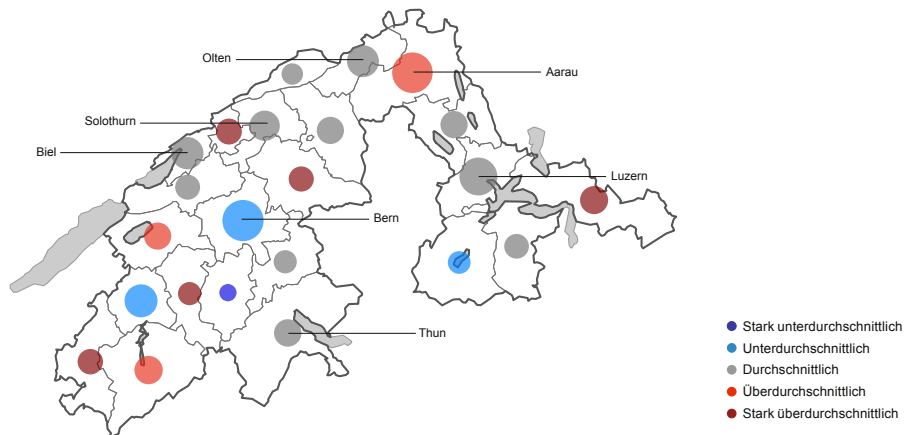 Olten
Aarau
Solothurn
Biel
Luzern
Bern
Thun
Stark unterdurchschnittlich
Unterdurchschnittlich
Durchschnittlich
Überdurchschnittlich
Stark überdurchschnittlich